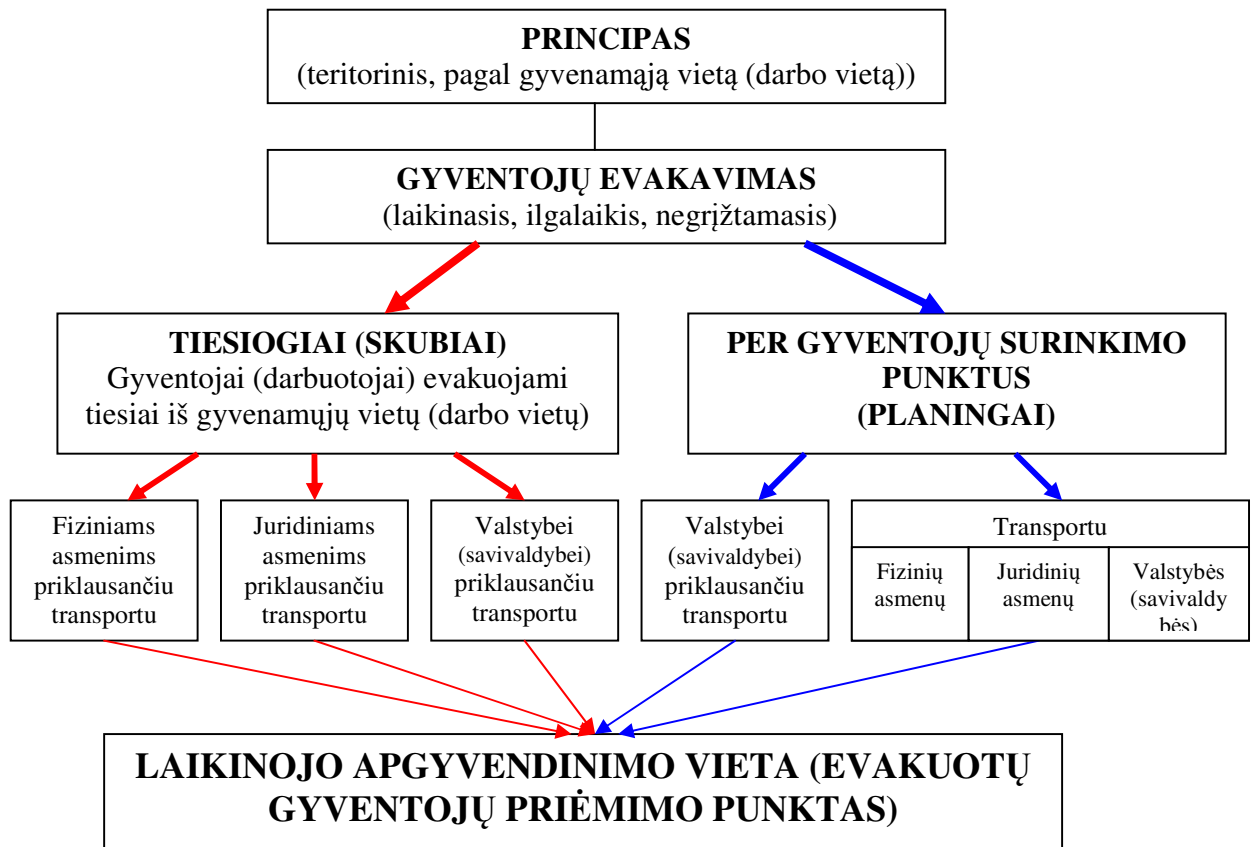 PRINCIPAS
(teritorinis, pagal gyvenamąją vietą (darbo vietą))
GYVENTOJŲ EVAKAVIMAS
(laikinasis, ilgalaikis, negrįžtamasis)
TIESIOGIAI (SKUBIAI)
Gyventojai (darbuotojai) evakuojami
tiesiai iš gyvenamųjų vietų (darbo vietų)
PER GYVENTOJŲ SURINKIMO
PUNKTUS
(PLANINGAI)
Fiziniams
asmenims
priklausančiu
transportu
Juridiniams
asmenims
priklausančiu
transportu
Valstybei
(savivaldybei)
priklausančiu
transportu
Valstybei
(savivaldybei)
priklausančiu
transportu
Transportu
Fizinių
asmenų
Juridinių
asmenų
Valstybės
(savivaldy
bės)
LAIKINOJO APGYVENDINIMO VIETA (EVAKUOTŲ
GYVENTOJŲ PRIĖMIMO PUNKTAS)